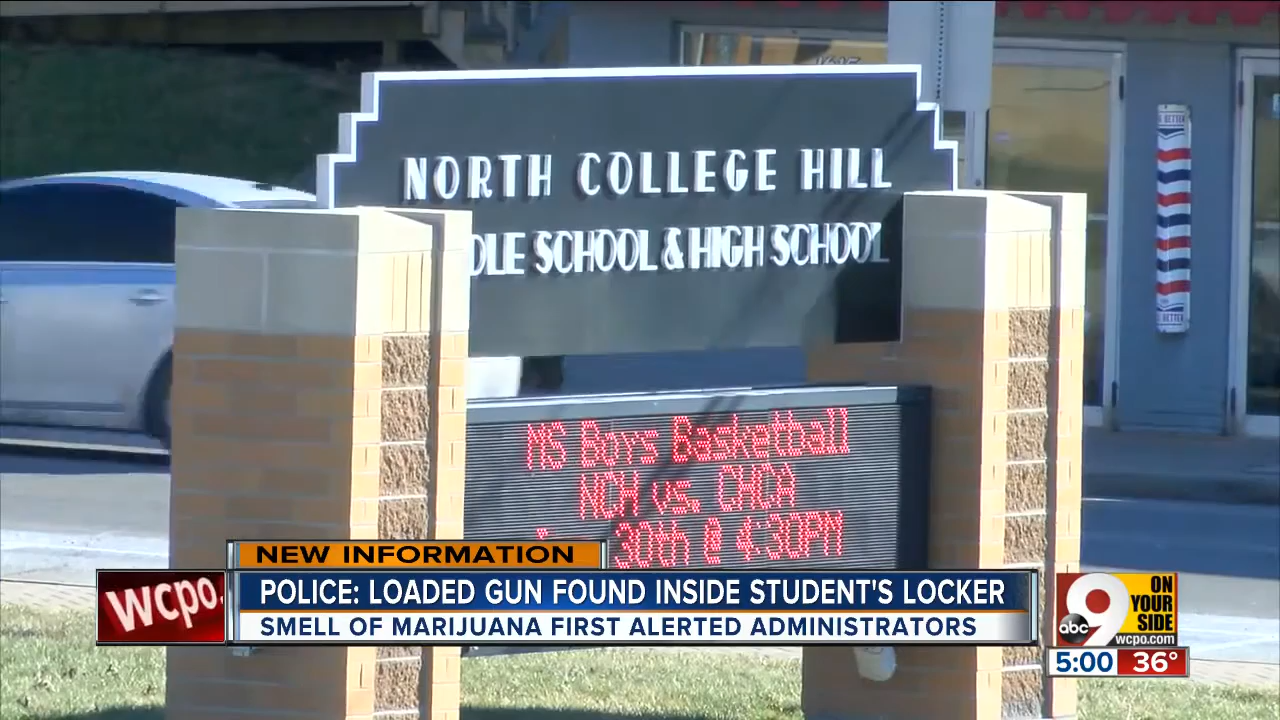 NORTH COLLEGE HILL
DLE SCHOOL & HIGH SCHOOL
MS Boys Basketball
NCH vs. CHCA
30th @ 4:30PM
NEW INFORMATION
WCPO
POLICE: LOADED GUN FOUND INSIDE STUDENT'S LOCKER
SMELL OF MARIJUANA FIRST ALERTED ADMINISTRATORS
abc 9 ON YOUR SIDE
wcpo.com
5:00 36°